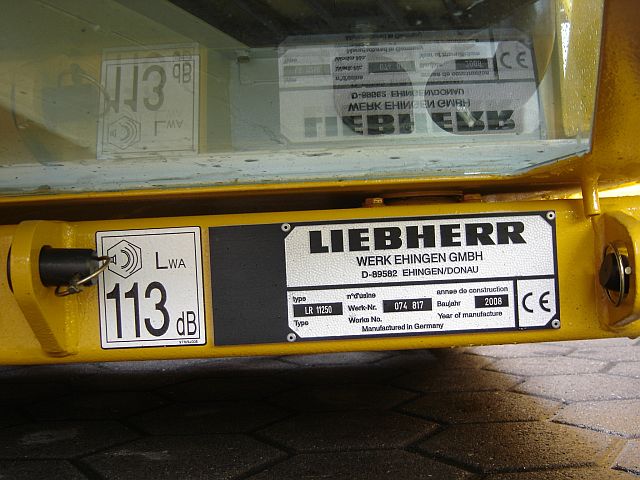 LWA
113 dB
LIEBHERR
WERK EHINGEN GMBH
D-89582 EHINGEN/DONAU
type
LR 11250
Type
n°d'usine
Werk-Nr. 074 817
Works No.
année de construction
Baujahr 2008
Year of manufacture
Manufactured in Germany
CE